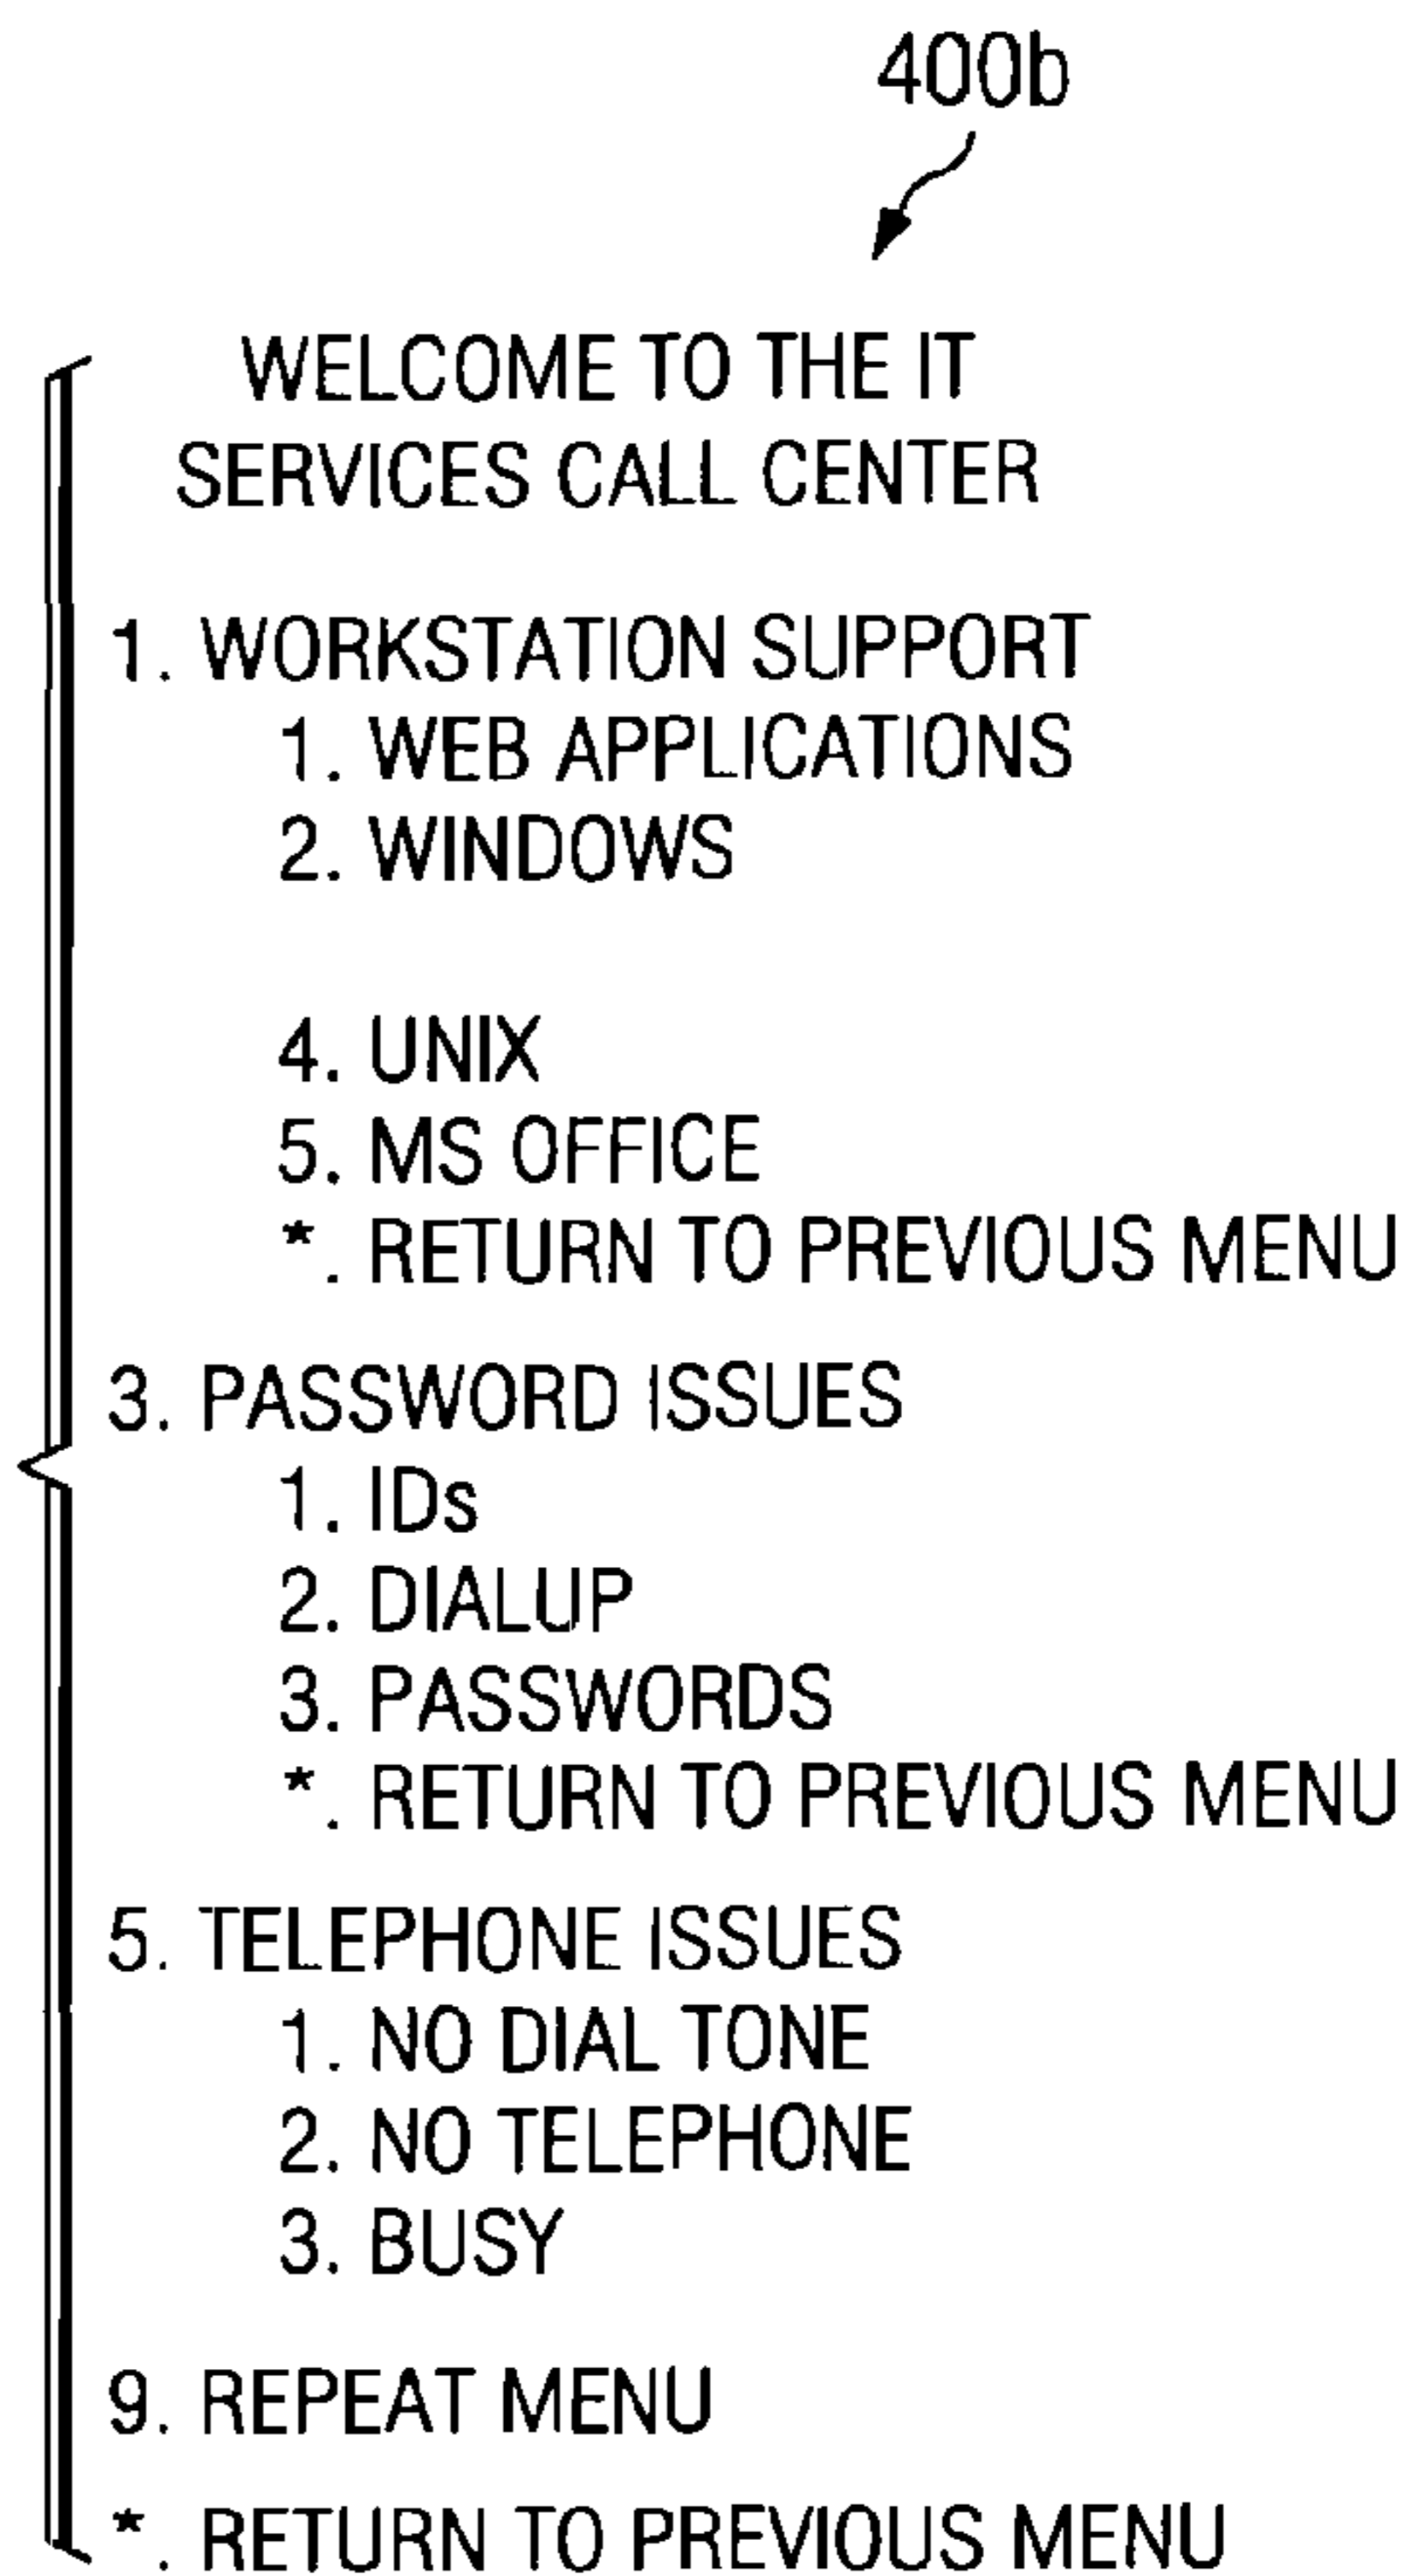 400b
WELCOME TO THE IT
SERVICES CALL CENTER
1. WORKSTATION SUPPORT
1. WEB APPLICATIONS
2. WINDOWS
4. UNIX
5. MS OFFICE
*. RETURN TO PREVIOUS MENU
3. PASSWORD ISSUES
1. IDs
2. DIALUP
3. PASSWORDS
*. RETURN TO PREVIOUS MENU
5. TELEPHONE ISSUES
1. NO DIAL TONE
2. NO TELEPHONE
3. BUSY
9. REPEAT MENU
*. RETURN TO PREVIOUS MENU